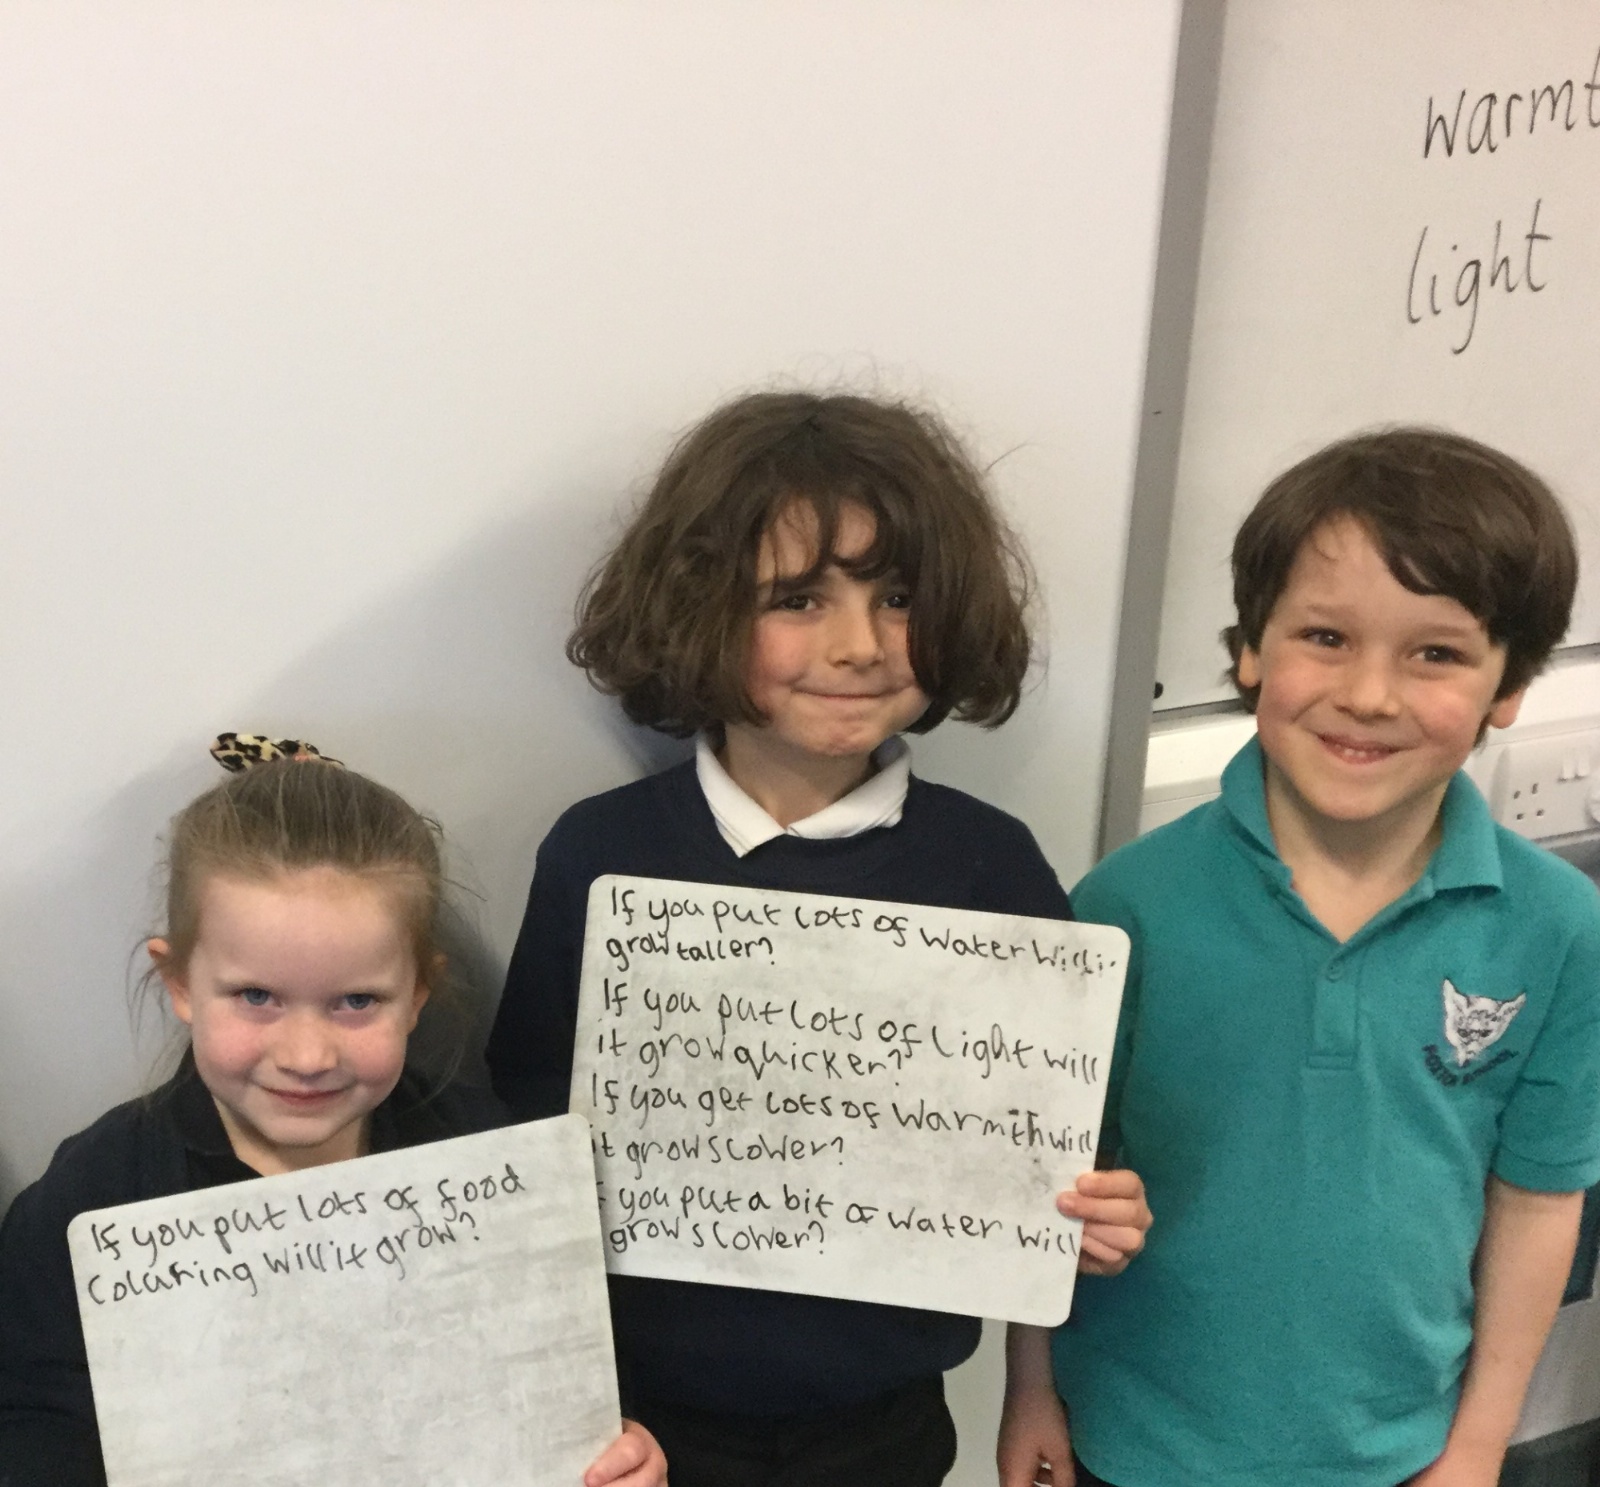 warmt
light
If you put lots of food
Colaring will it grow?
If you put lots of water will i
grow taller?
If you put lots of light will
it grow quicker?
If you get lots of warmth will
it grow slower?
f you put a bit of water will
grow slower?